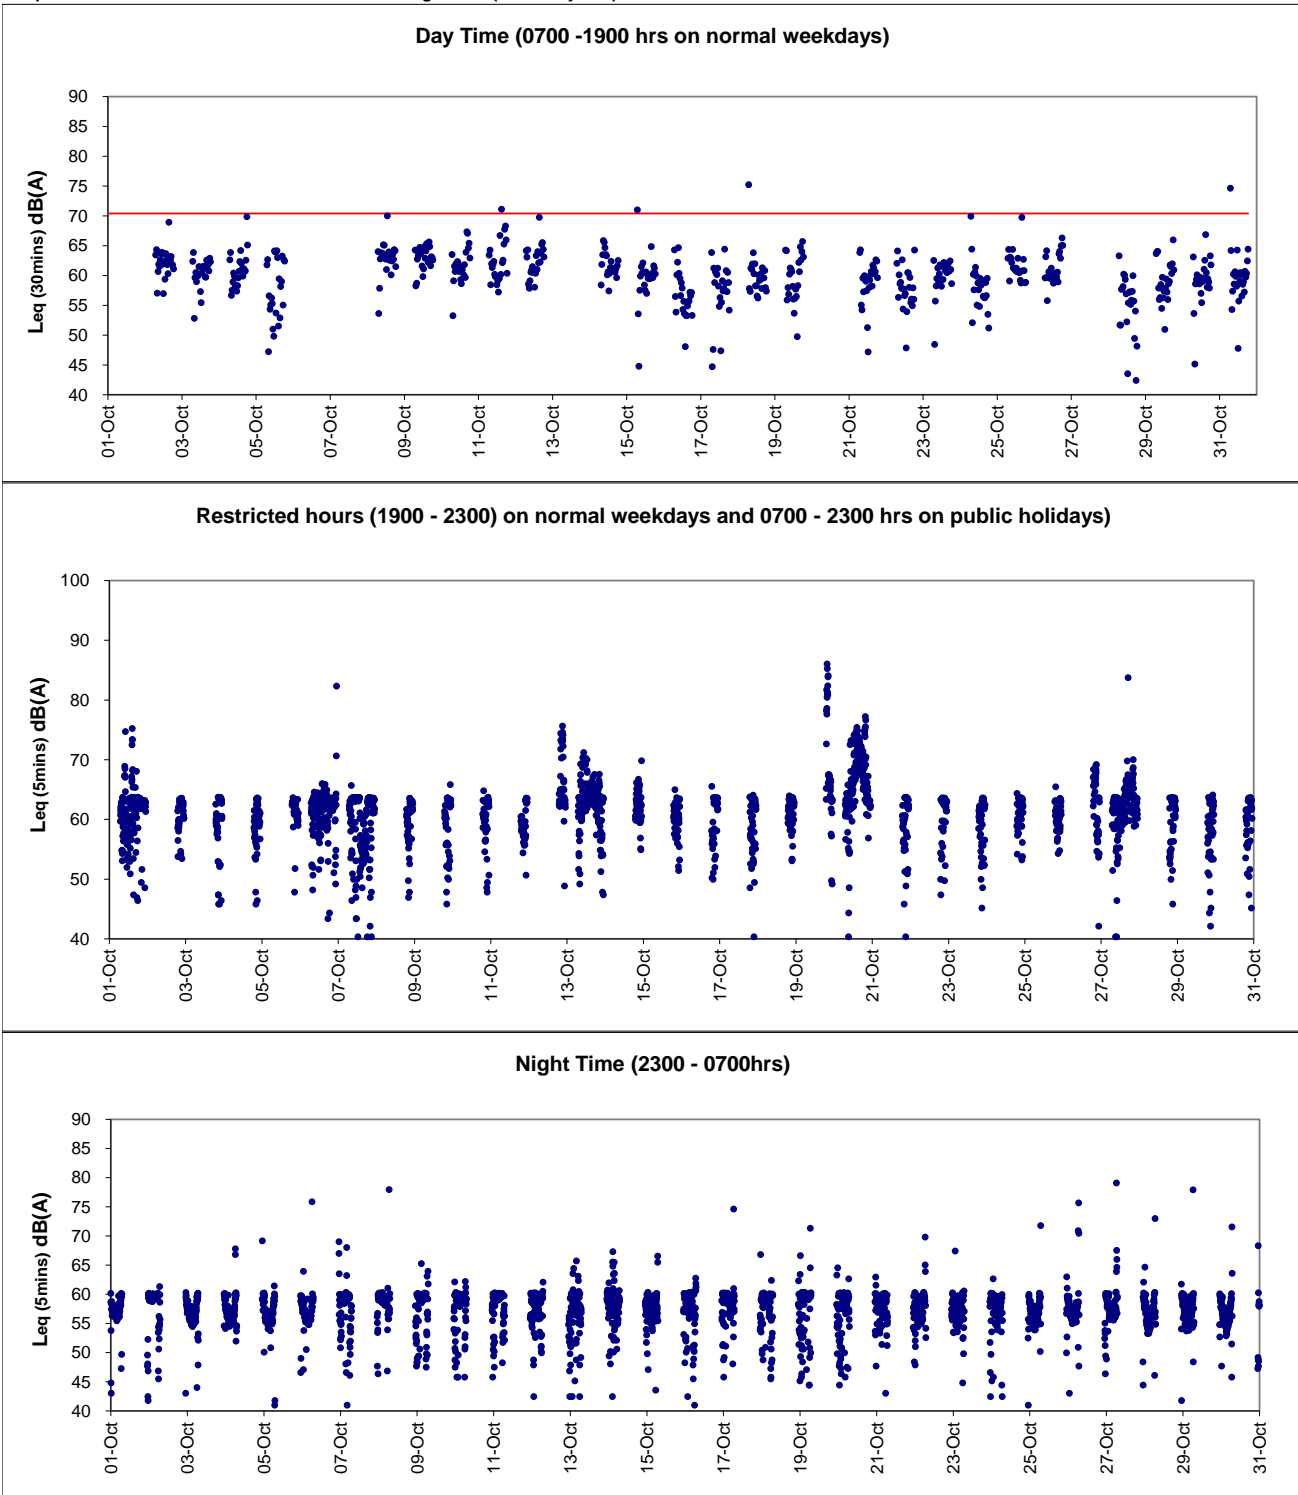 Day Time (0700 -1900 hrs on normal weekdays)
Leq (30mins) dB(A)
90
85
80
75
70
65
60
55
50
45
40
01-Oct
03-Oct
05-Oct
07-Oct
09-Oct
11-Oct
13-Oct
15-Oct
17-Oct
19-Oct
21-Oct
23-Oct
25-Oct
27-Oct
29-Oct
31-Oct
Restricted hours (1900 - 2300) on normal weekdays and 0700 - 2300 hrs on public holidays)
Leq (5mins) dB(A)
100
90
80
70
60
50
40
01-Oct
03-Oct
05-Oct
07-Oct
09-Oct
11-Oct
13-Oct
15-Oct
17-Oct
19-Oct
21-Oct
23-Oct
25-Oct
27-Oct
29-Oct
31-Oct
Night Time (2300 - 0700hrs)
Leq (5mins) dB(A)
90
85
80
75
70
65
60
55
50
45
40
01-Oct
03-Oct
05-Oct
07-Oct
09-Oct
11-Oct
13-Oct
15-Oct
17-Oct
19-Oct
21-Oct
23-Oct
25-Oct
27-Oct
29-Oct
31-Oct